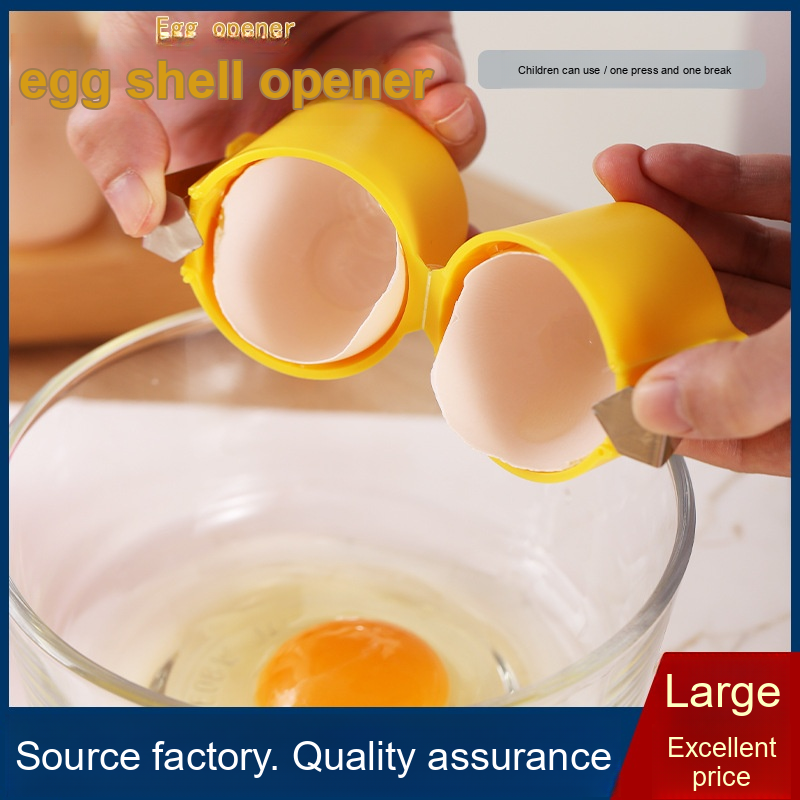 Egg opener
egg shell opener
Children can use / one press and one break
Large
Excellent
price
Source factory. Quality assurance